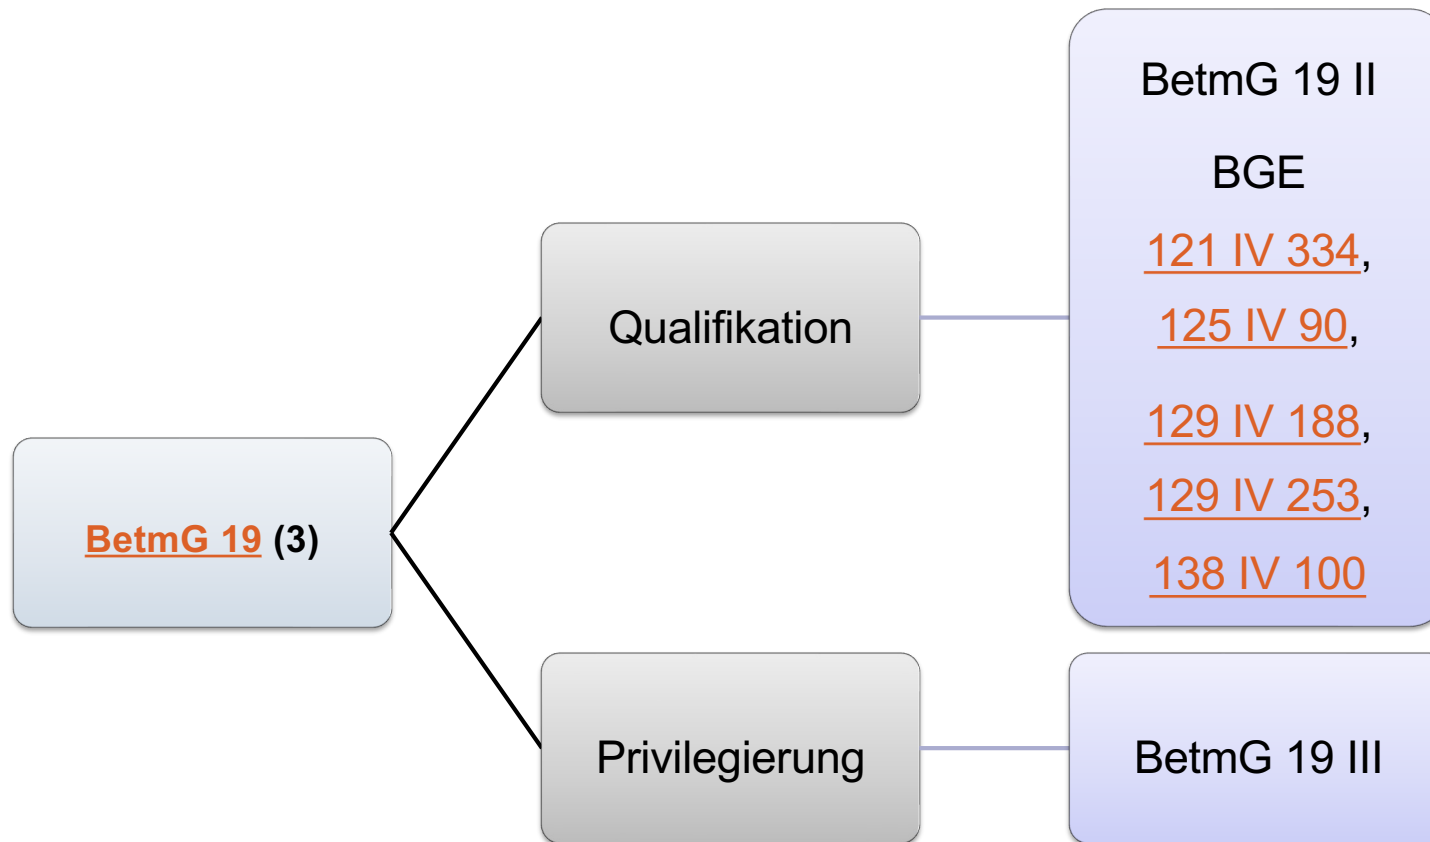 BetmG 19 (3)
Qualifikation
BetmG 19 II
BGE
121 IV 334,
125 IV 90,
129 IV 188,
129 IV 253,
138 IV 100
Privilegierung
BetmG 19 III